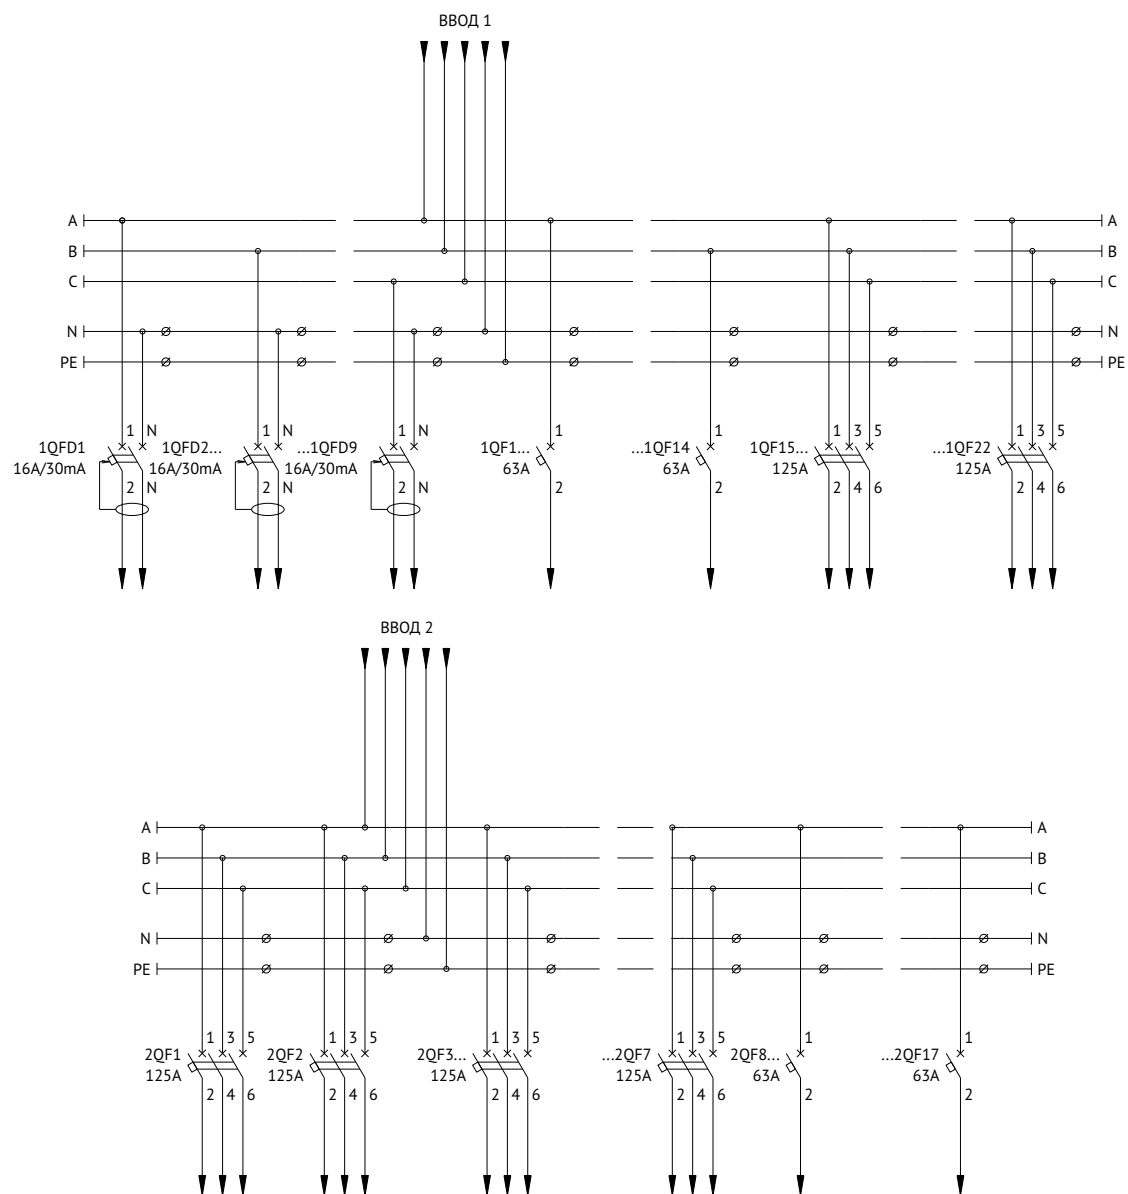 ВВОД 1
A A
B B
C C
N N
PE PE
1 N 1 N 1 N 1 1 1 3 5 1 3 5
1QFD1 1QFD2... ...1QFD9 1QF1... ...1QF14 1QF15... ...1QF22
16A/30mA 16A/30mA 16A/30mA 63A 63A 125A 125A
2 N 2 N 2 N 2 2 2 4 6 2 4 6
ВВОД 2
A A
B B
C C
N N
PE PE
1 3 5 1 3 5 1 3 5 1 3 5 1 1
2QF1 2QF2 2QF3... ...2QF7 2QF8... ...2QF17
125A 125A 125A 125A 63A 63A
2 4 6 2 4 6 2 4 6 2 4 6 2 2